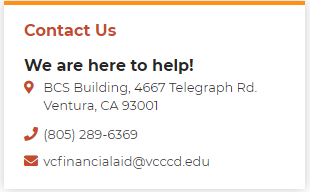 Contact Us
We are here to help!
BCS Building, 4667 Telegraph Rd.
Ventura, CA 93001
(805) 289-6369
vcfinancialaid@vcccd.edu